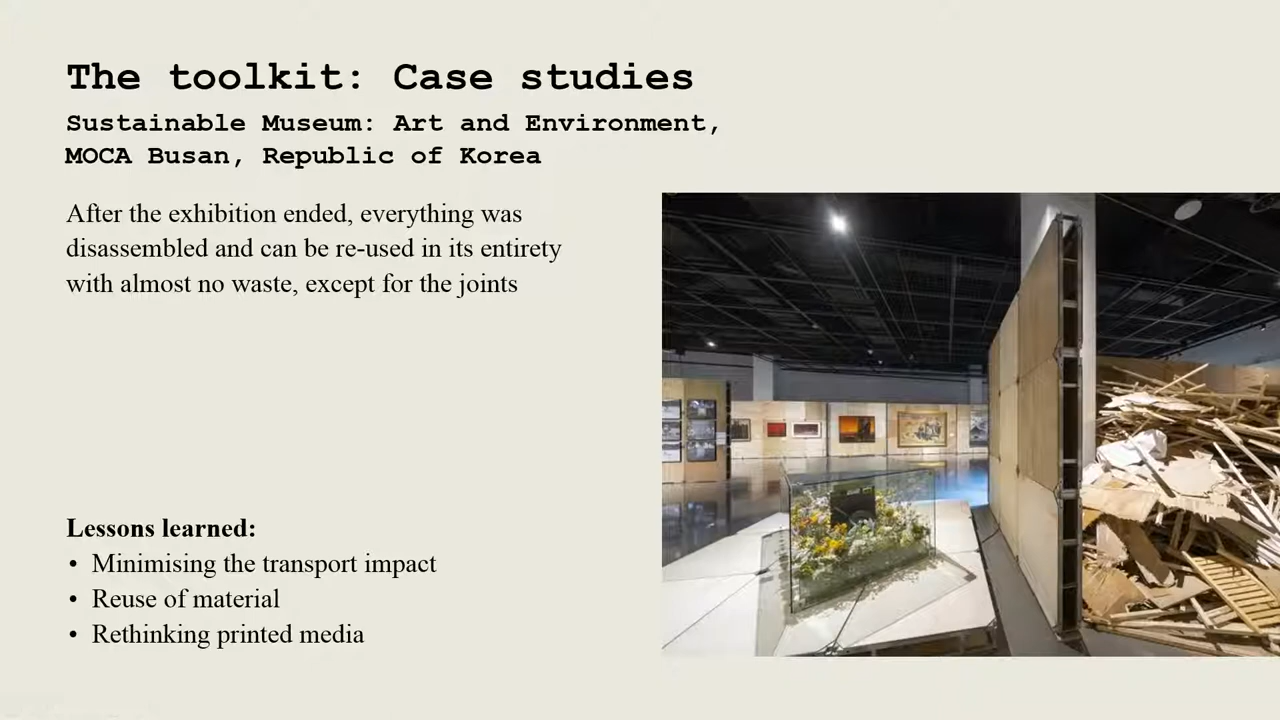 The toolkit: Case studies
Sustainable Museum: Art and Environment,
MOCA Busan, Republic of Korea
After the exhibition ended, everything was
disassembled and can be re-used in its entirety
with almost no waste, except for the joints
Lessons learned:
• Minimising the transport impact
• Reuse of material
• Rethinking printed media